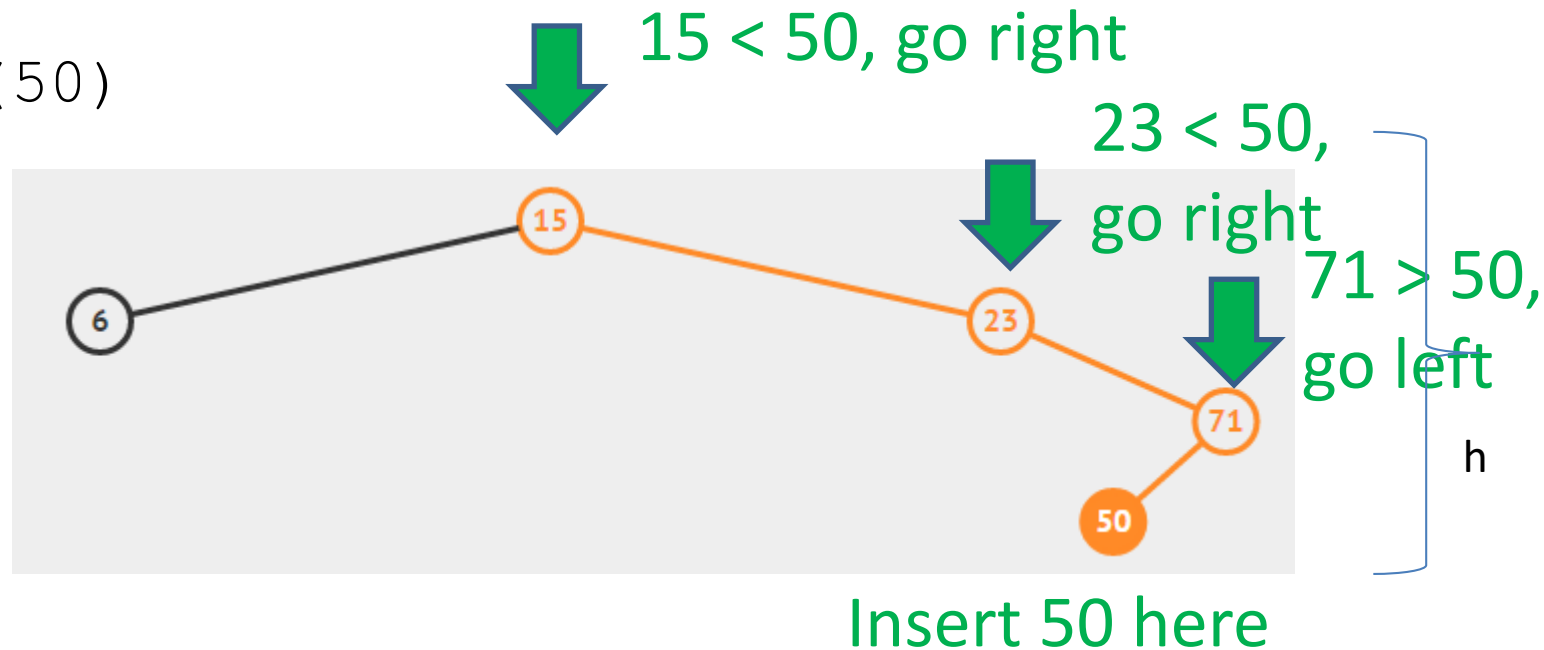 (50)
15 < 50, go right
23 < 50,
go right
71 > 50,
go left
15
6
23
71
h
50
Insert 50 here